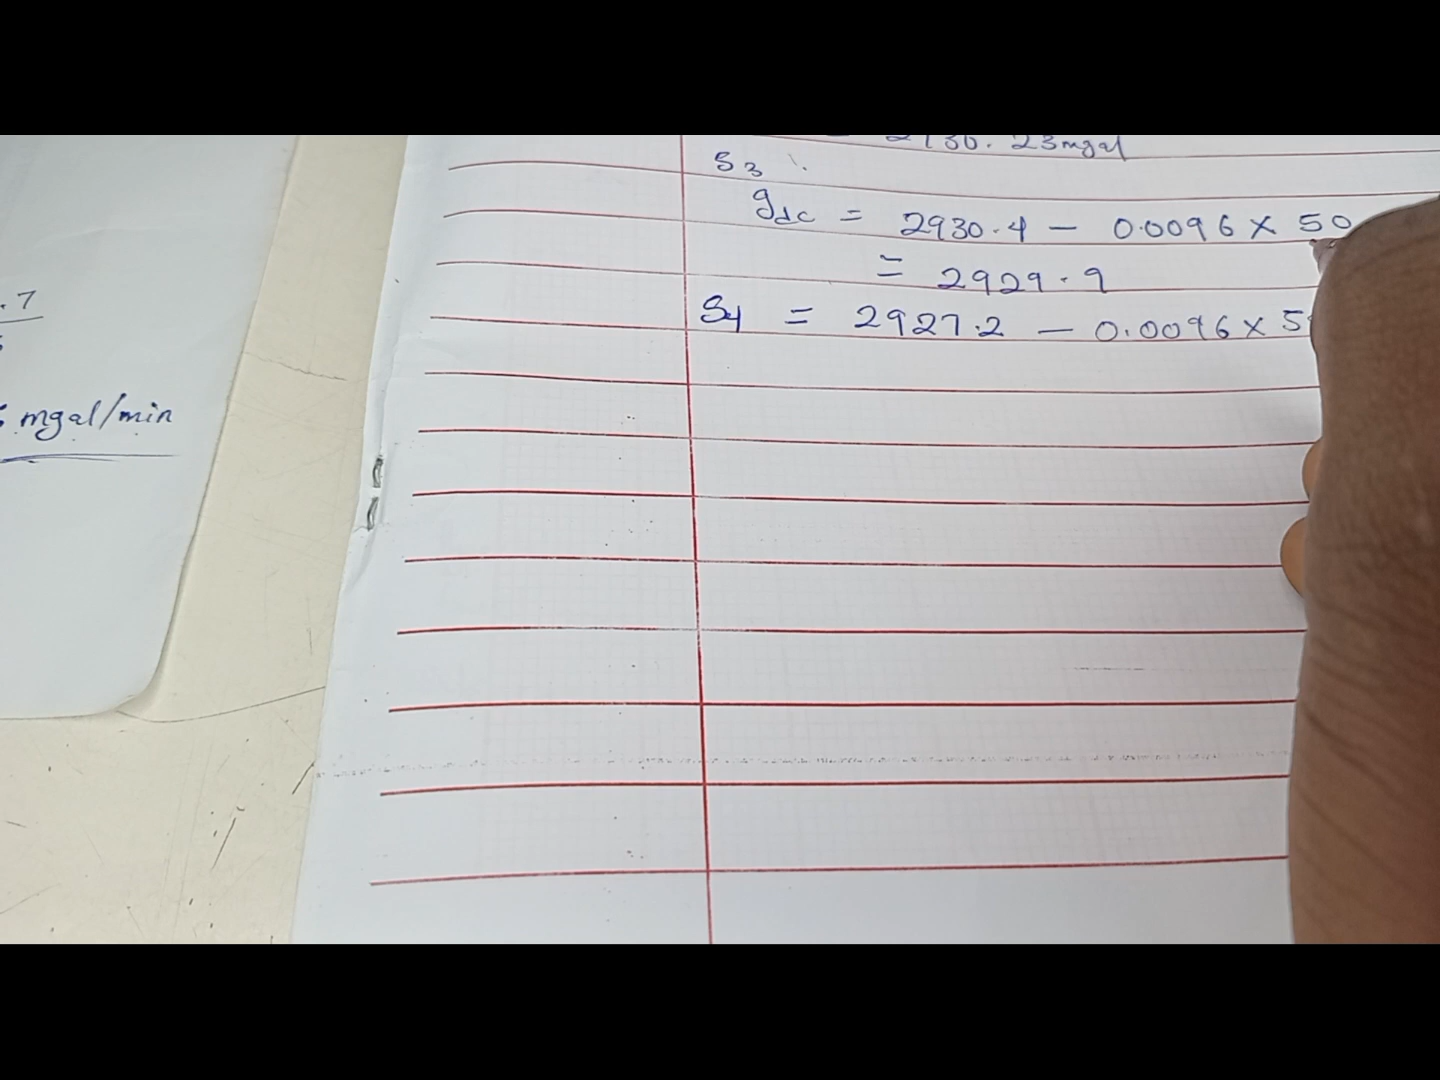 .7
mgal/min
2930.23mgal
S3
gdc = 2930.4 - 0.0096 x 50
= 2929.9
S4 = 2927.2 - 0.0096 x 5